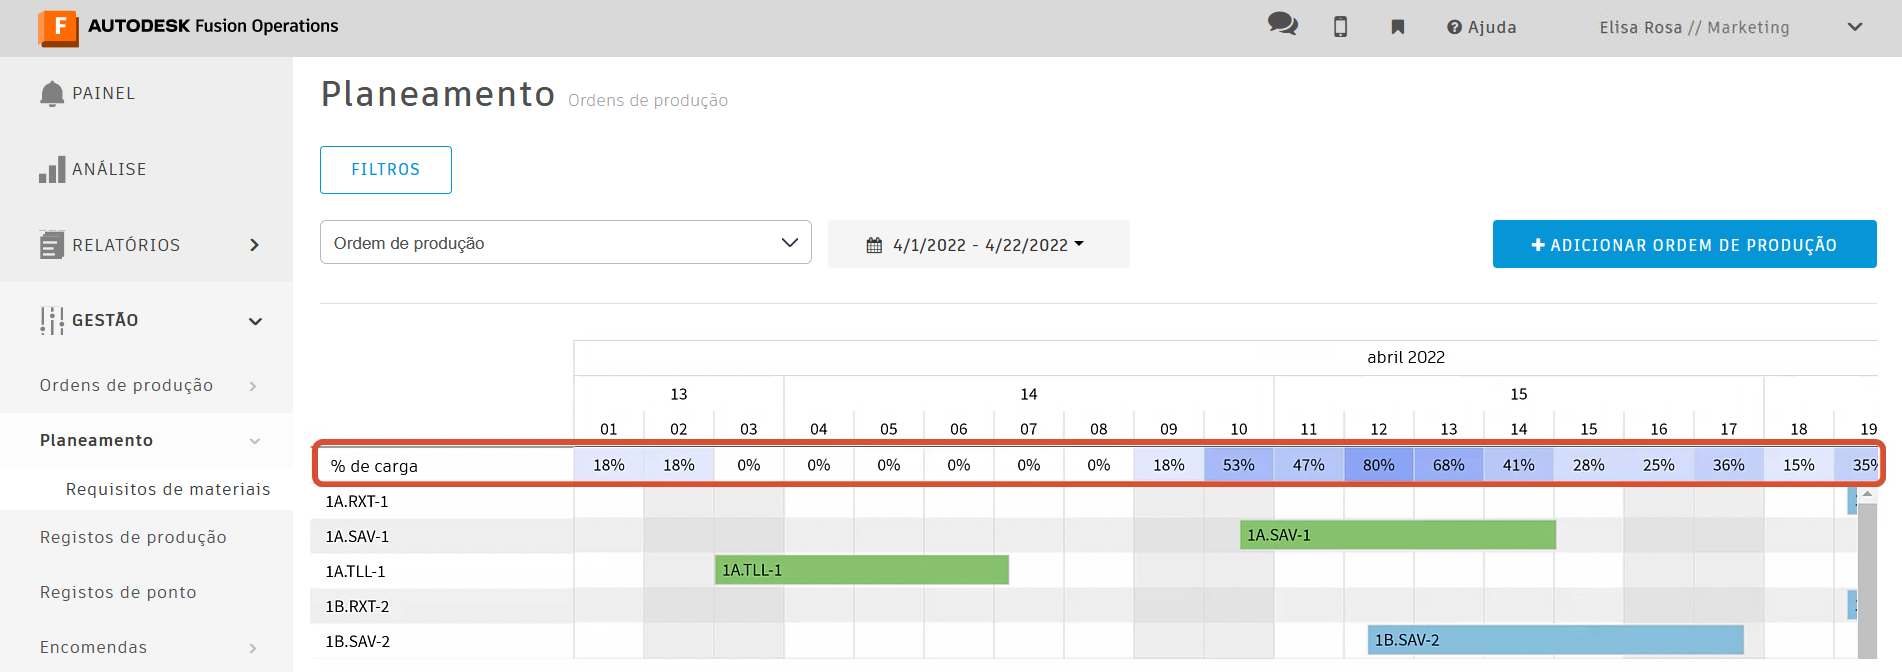 F AUTODESK Fusion Operations
Ajuda
Elisa Rosa // Marketing
PAINEL
ANÁLISE
RELATÓRIOS
GESTÃO
Ordens de produção
Planeamento
Requisitos de materiais
Registos de produção
Registos de ponto
Encomendas
Planeamento Ordens de produção
FILTROS
Ordem de produção
4/1/2022 - 4/22/2022
+ ADICIONAR ORDEM DE PRODUÇÃO
abril 2022
13 14 15
01 02 03 04 05 06 07 08 09 10 11 12 13 14 15 16 17 18 19
% de carga 18% 18% 0% 0% 0% 0% 0% 0% 18% 53% 47% 80% 68% 41% 28% 25% 36% 15% 35%
1A.RXT-1
1A.SAV-1 1A.SAV-1
1A.TLL-1 1A.TLL-1
1B.RXT-2
1B.SAV-2 1B.SAV-2